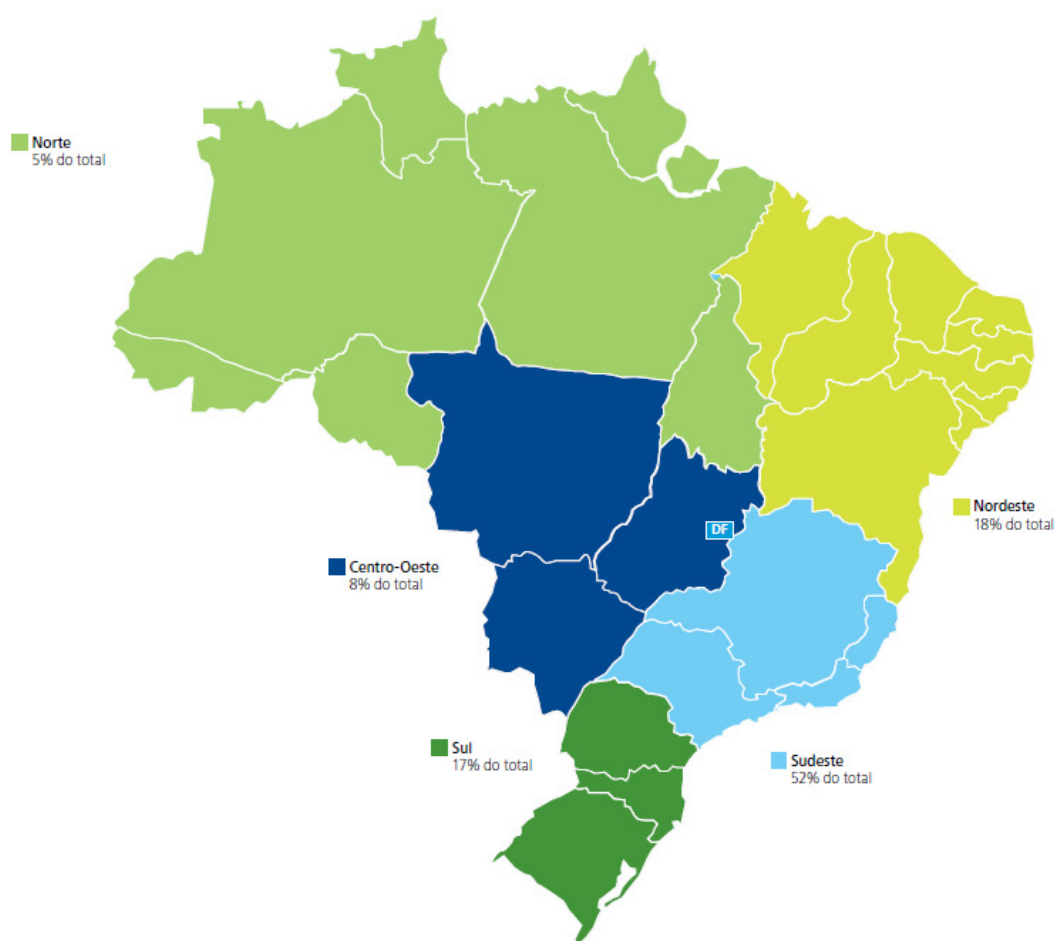 Norte
5% do total
Nordeste
18% do total
DF
Centro-Oeste
8% do total
Sul
17% do total
Sudeste
52% do total